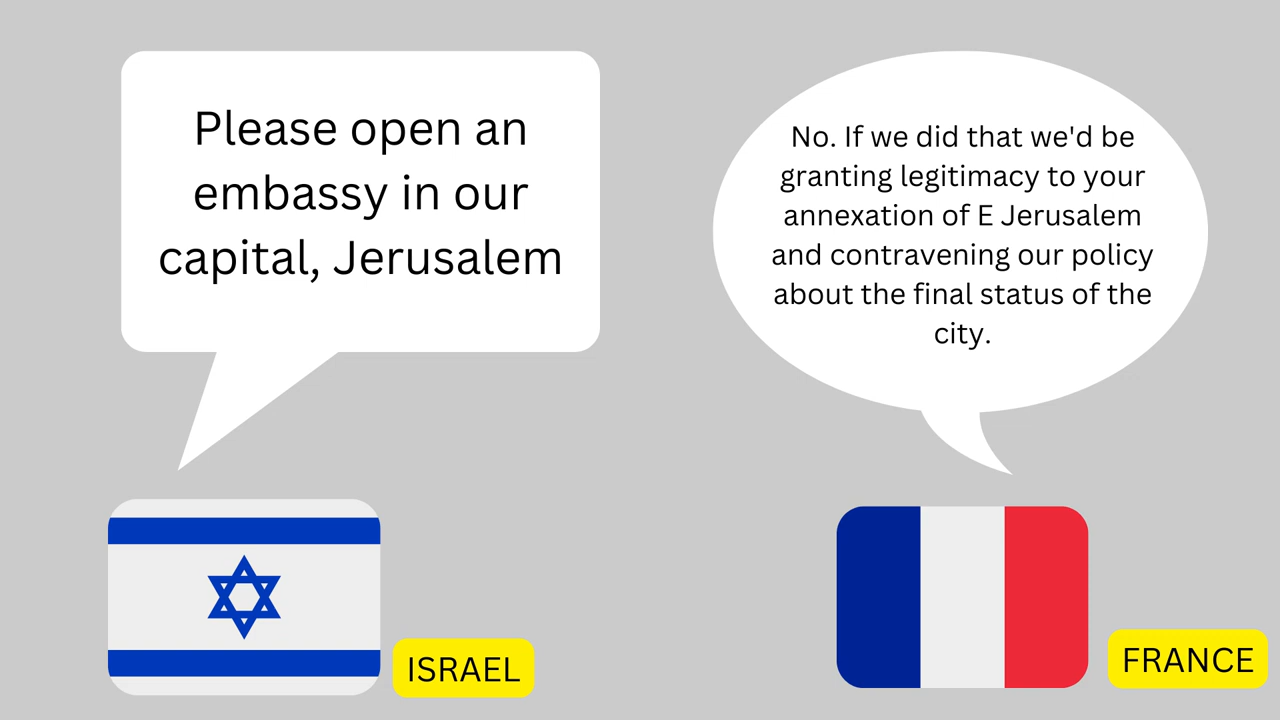 Please open an
embassy in our
capital, Jerusalem
No. If we did that we'd be
granting legitimacy to your
annexation of E Jerusalem
and contravening our policy
about the final status of the
city.
ISRAEL
FRANCE